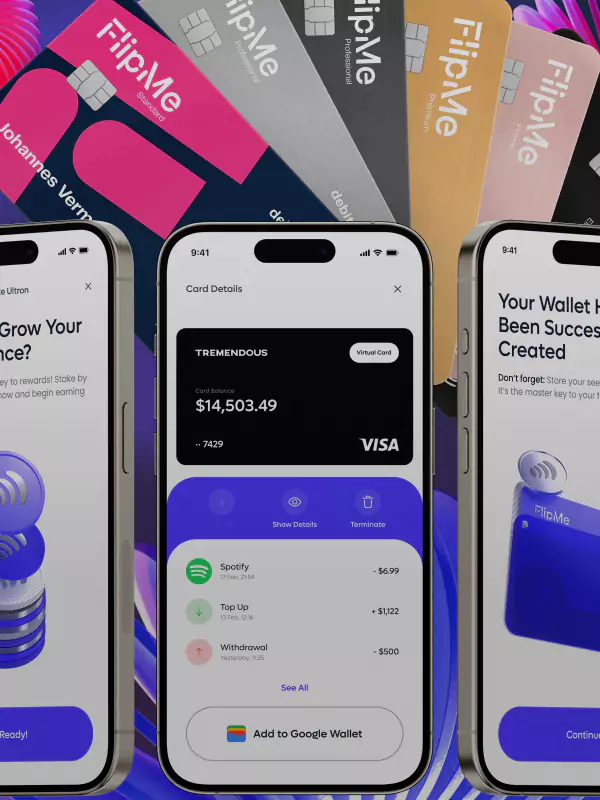 FlipMe
Standard
Johannes Verm
de
FlipMe
Professional
debi
FlipMe
Professional
FlipMe
Premium
FlipMe
9:41
Card Details
TREMENDOUS
Virtual Card
Card Balance
$14,503.49
·· 7429
VISA
Show Details
Terminate
Spotify
17 Feb, 21:54
- $6.99
Top Up
13 Feb, 12:16
+ $1,122
Withdrawal
Yesterday, 11:25
- $500
See All
Add to Google Wallet
e Ultron
Grow Your
nce?
ey to rewards! Stake by
now and begin earning
Ready!
9:41
Your Wallet H
Been Succes
Created
Don't forget: Store your see
It's the master key to your f
FlipMe
Continue